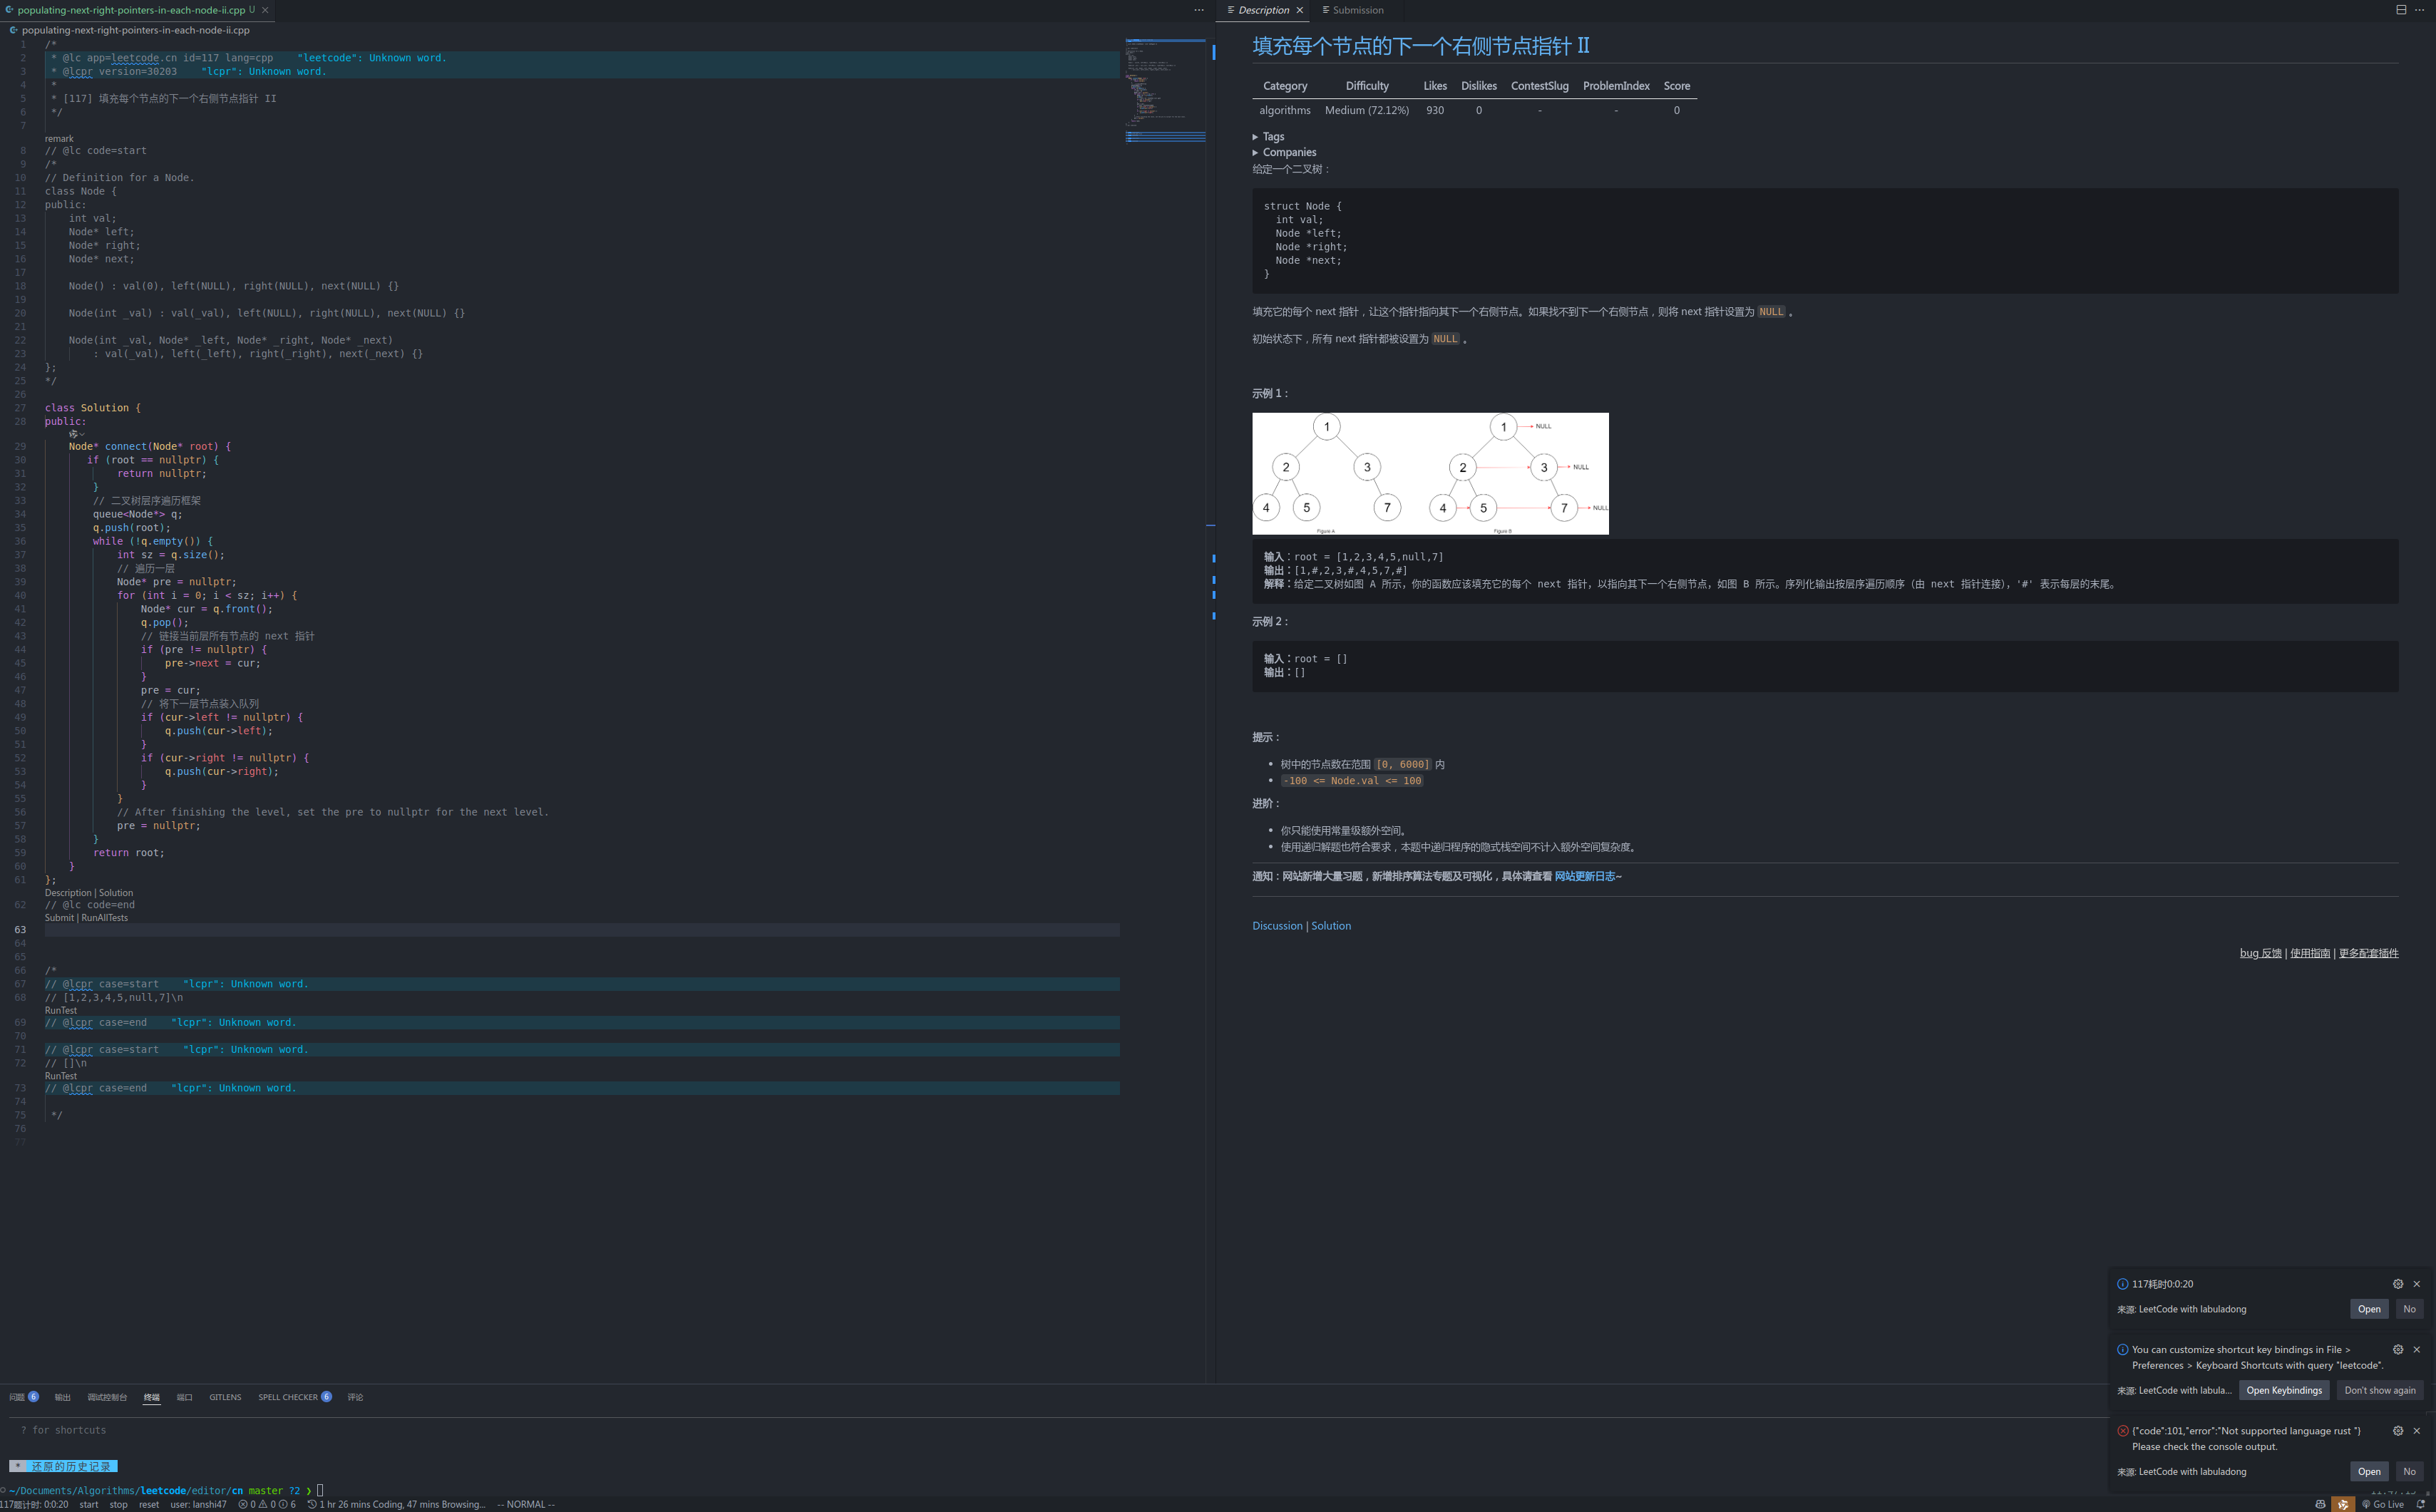 populating-next-right-pointers-in-each-node-ii.cpp U
populating-next-right-pointers-in-each-node-ii.cpp
1 /*
2 * @lc app=leetcode.cn id=117 lang=cpp "leetcode": Unknown word.
3 * @lcpr version=30203 "lcpr": Unknown word.
4 *
5 * [117] 填充每个节点的下一个右侧节点指针 II
6 */
7
remark
8 // @lc code=start
9 /*
10 // Definition for a Node.
11 class Node {
12 public:
13 int val;
14 Node* left;
15 Node* right;
16 Node* next;
17
18 Node() : val(0), left(NULL), right(NULL), next(NULL) {}
19
20 Node(int _val) : val(_val), left(NULL), right(NULL), next(NULL) {}
21
22 Node(int _val, Node* _left, Node* _right, Node* _next)
23 : val(_val), left(_left), right(_right), next(_next) {}
24 };
25 */
26
27 class Solution {
28 public:
29 Node* connect(Node* root) {
30 if (root == nullptr) {
31 return nullptr;
32 }
33 // 二叉树层序遍历框架
34 queue<Node*> q;
35 q.push(root);
36 while (!q.empty()) {
37 int sz = q.size();
38 // 遍历一层
39 Node* pre = nullptr;
40 for (int i = 0; i < sz; i++) {
41 Node* cur = q.front();
42 q.pop();
43 // 链接当前层所有节点的 next 指针
44 if (pre != nullptr) {
45 pre->next = cur;
46 }
47 pre = cur;
48 // 将下一层节点装入队列
49 if (cur->left != nullptr) {
50 q.push(cur->left);
51 }
52 if (cur->right != nullptr) {
53 q.push(cur->right);
54 }
55 }
56 // After finishing the level, set the pre to nullptr for the next level.
57 pre = nullptr;
58 }
59 return root;
60 }
61 };
Description | Solution
62 // @lc code=end
Submit | RunAllTests
63
64
65
66 /*
67 // @lcpr case=start "lcpr": Unknown word.
68 // [1,2,3,4,5,null,7]\n
RunTest
69 // @lcpr case=end "lcpr": Unknown word.
70
71 // @lcpr case=start "lcpr": Unknown word.
72 // []\n
RunTest
73 // @lcpr case=end "lcpr": Unknown word.
74
75 */
76
77
Description Submission
填充每个节点的下一个右侧节点指针 II
Category Difficulty Likes Dislikes ContestSlug ProblemIndex Score
algorithms Medium (72.12%) 930 0 - - 0
Tags
Companies
给定一个二叉树：
struct Node {
int val;
Node *left;
Node *right;
Node *next;
}
填充它的每个 next 指针，让这个指针指向其下一个右侧节点。如果找不到下一个右侧节点，则将 next 指针设置为 NULL 。
初始状态下，所有 next 指针都被设置为 NULL 。
示例 1：
1 1 NULL
2 3 2 3 NULL
4 5 7 4 5 7 NULL
Figure A Figure B
输入：root = [1,2,3,4,5,null,7]
输出：[1,#,2,3,#,4,5,7,#]
解释：给定二叉树如图 A 所示，你的函数应该填充它的每个 next 指针，以指向其下一个右侧节点，如图 B 所示。序列化输出按层序遍历顺序（由 next 指针连接），'#' 表示每层的末尾。
示例 2：
输入：root = []
输出：[]
提示：
树中的节点数在范围 [0, 6000] 内
-100 <= Node.val <= 100
进阶：
你只能使用常量级额外空间。
使用递归解题也符合要求，本题中递归程序的隐式栈空间不计入额外空间复杂度。
通知：网站新增大量习题，新增排序算法专题及可视化，具体请查看 网站更新日志~
Discussion | Solution
bug 反馈 | 使用指南 | 更多配套插件
117耗时0:0:20
来源: LeetCode with labuladong Open No
You can customize shortcut key bindings in File >
Preferences > Keyboard Shortcuts with query "leetcode".
来源: LeetCode with labula... Open Keybindings Don't show again
{"code":101,"error":"Not supported language rust "}
Please check the console output.
来源: LeetCode with labuladong Open No
问题 6 输出 调试控制台 终端 端口 GITLENS SPELL CHECKER 6 评论
? for shortcuts
* 还原的历史记录
~/Documents/Algorithms/leetcode/editor/cn master ?2 ❯
117题计时: 0:0:20 start stop reset user: lanshi47 0 0 6 1 hr 26 mins Coding, 47 mins Browsing... -- NORMAL -- Go Live